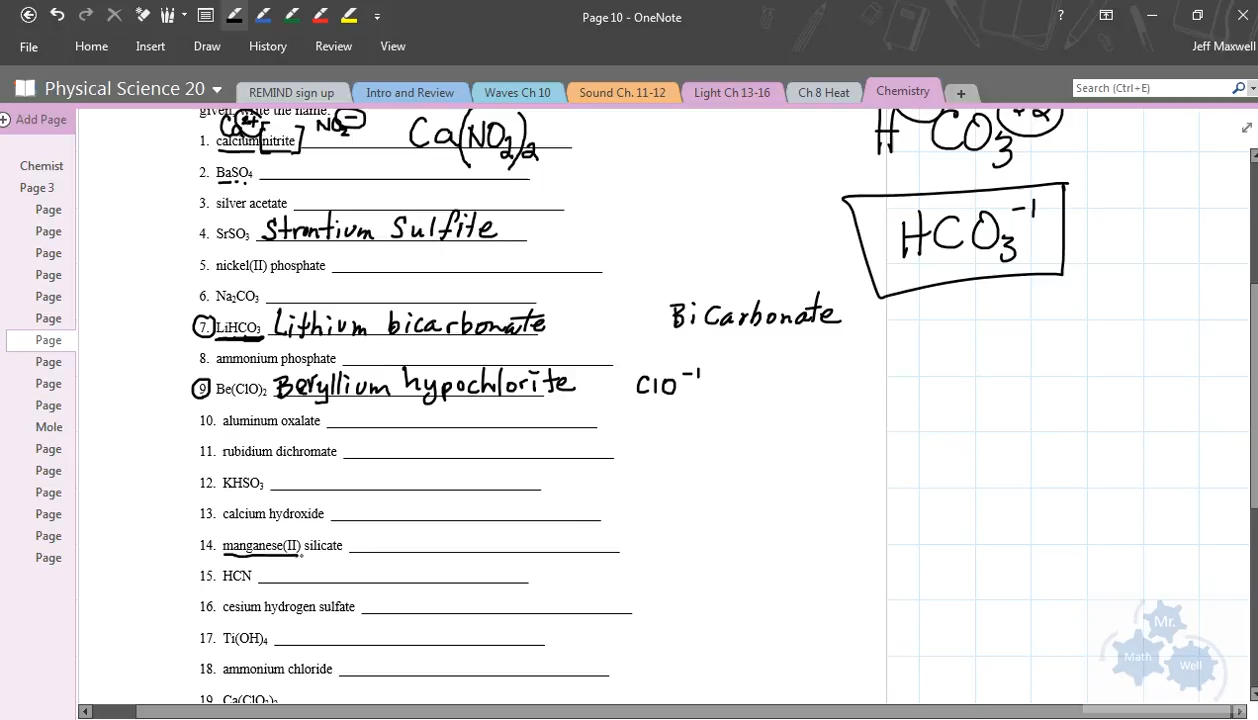 Page 10 - OneNote
?
File Home Insert Draw History Review View
Jeff Maxwell
Physical Science 20
REMIND sign up
Intro and Review
Waves Ch 10
Sound Ch. 11-12
Light Ch 13-16
Ch 8 Heat
Chemistry
Search (Ctrl+E)
Add Page
Chemist
Page 3
Page
Page
Page
Page
Page
Page
Page
Page
Page
Page
Mole
Page
Page
Page
Page
Page
Page
the name:
Ca 2+ NO2 −
1. calcium nitrite Ca(NO2)2
2. BaSO4
3. silver acetate
4. SrSO3 Strontium Sulfite
5. nickel(II) phosphate
6. Na2CO3
7. LiHCO3 Lithium bicarbonate
8. ammonium phosphate
9. Be(ClO)2 Beryllium hypochlorite ClO−1
10. aluminum oxalate
11. rubidium dichromate
12. KHSO3
13. calcium hydroxide
14. manganese(II) silicate
15. HCN
16. cesium hydrogen sulfate
17. Ti(OH)4
18. ammonium chloride
H CO3
HCO3 −1
BiCarbonate
Mr.
Math
Well